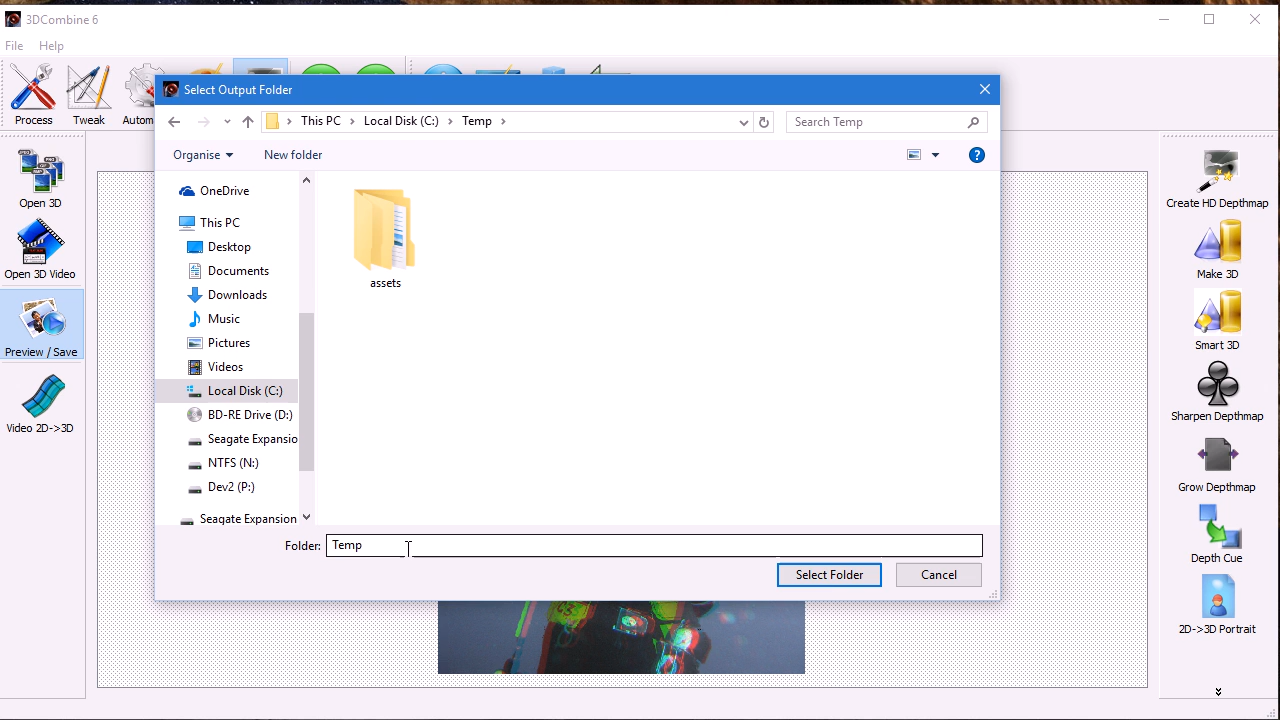 3DCombine 6
File Help
Select Output Folder
This PC Local Disk (C:) Temp
Search Temp
Organise New folder
Process
Tweak
Autom
OneDrive
This PC
Desktop
Documents
Downloads
Music
Pictures
Videos
Local Disk (C:)
BD-RE Drive (D:)
Seagate Expansio
NTFS (N:)
Dev2 (P:)
Seagate Expansion
assets
Folder: Temp
Select Folder Cancel
Open 3D
Open 3D Video
Preview / Save
Video 2D->3D
Create HD Depthmap
Make 3D
Smart 3D
Sharpen Depthmap
Grow Depthmap
Depth Cue
2D->3D Portrait